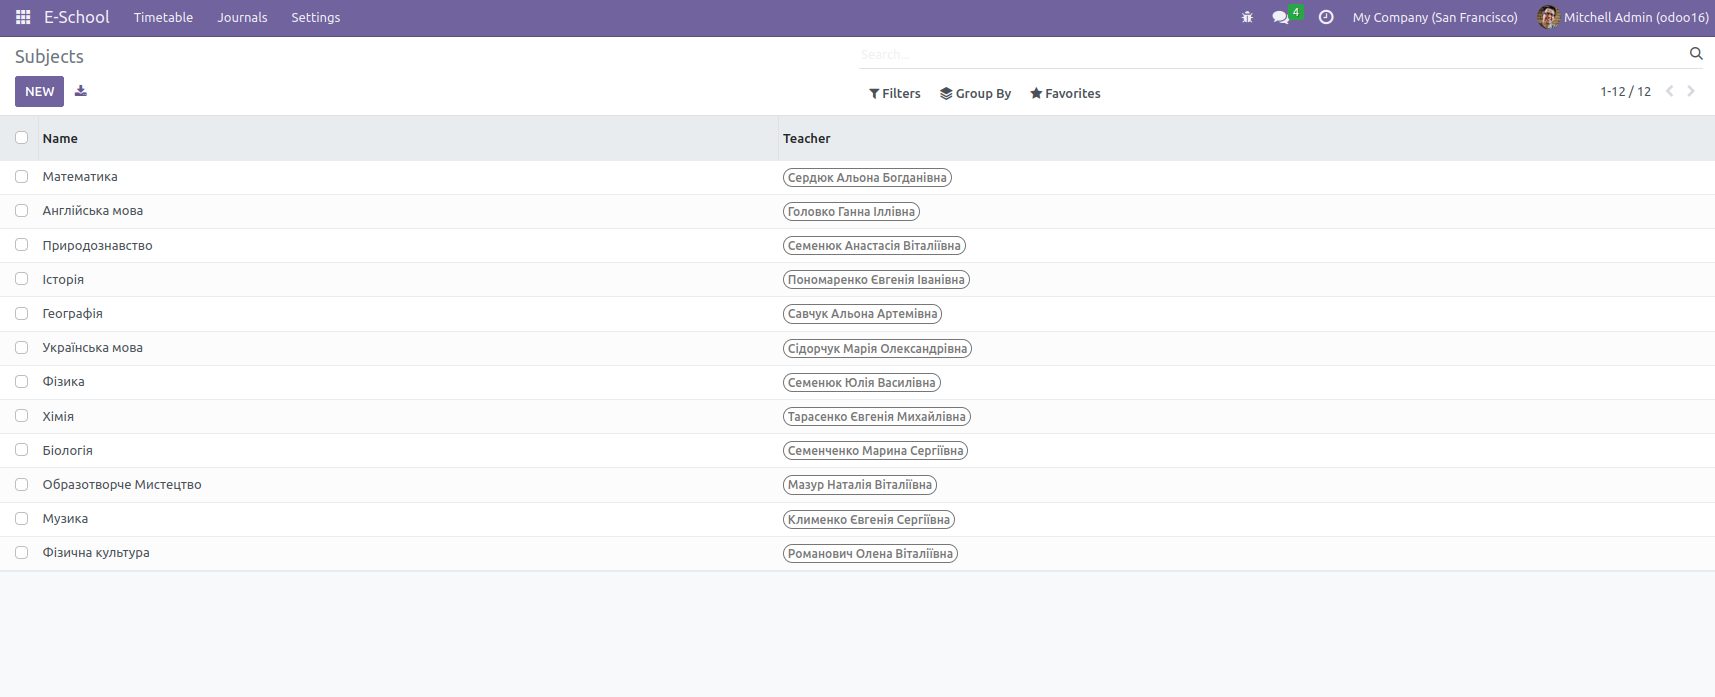 E-School Timetable Journals Settings 4 My Company (San Francisco) Mitchell Admin (odoo16)
Subjects Search...
NEW Filters Group By Favorites 1-12 / 12
Name Teacher
Математика Сердюк Альона Богданівна
Англійська мова Головко Ганна Іллівна
Природознавство Семенюк Анастасія Віталіївна
Історія Пономаренко Євгенія Іванівна
Географія Савчук Альона Артемівна
Українська мова Сідорчук Марія Олександрівна
Фізика Семенюк Юлія Василівна
Хімія Тарасенко Євгенія Михайлівна
Біологія Семенченко Марина Сергіївна
Образотворче Мистецтво Мазур Наталія Віталіївна
Музика Клименко Євгенія Сергіївна
Фізична культура Романович Олена Віталіївна